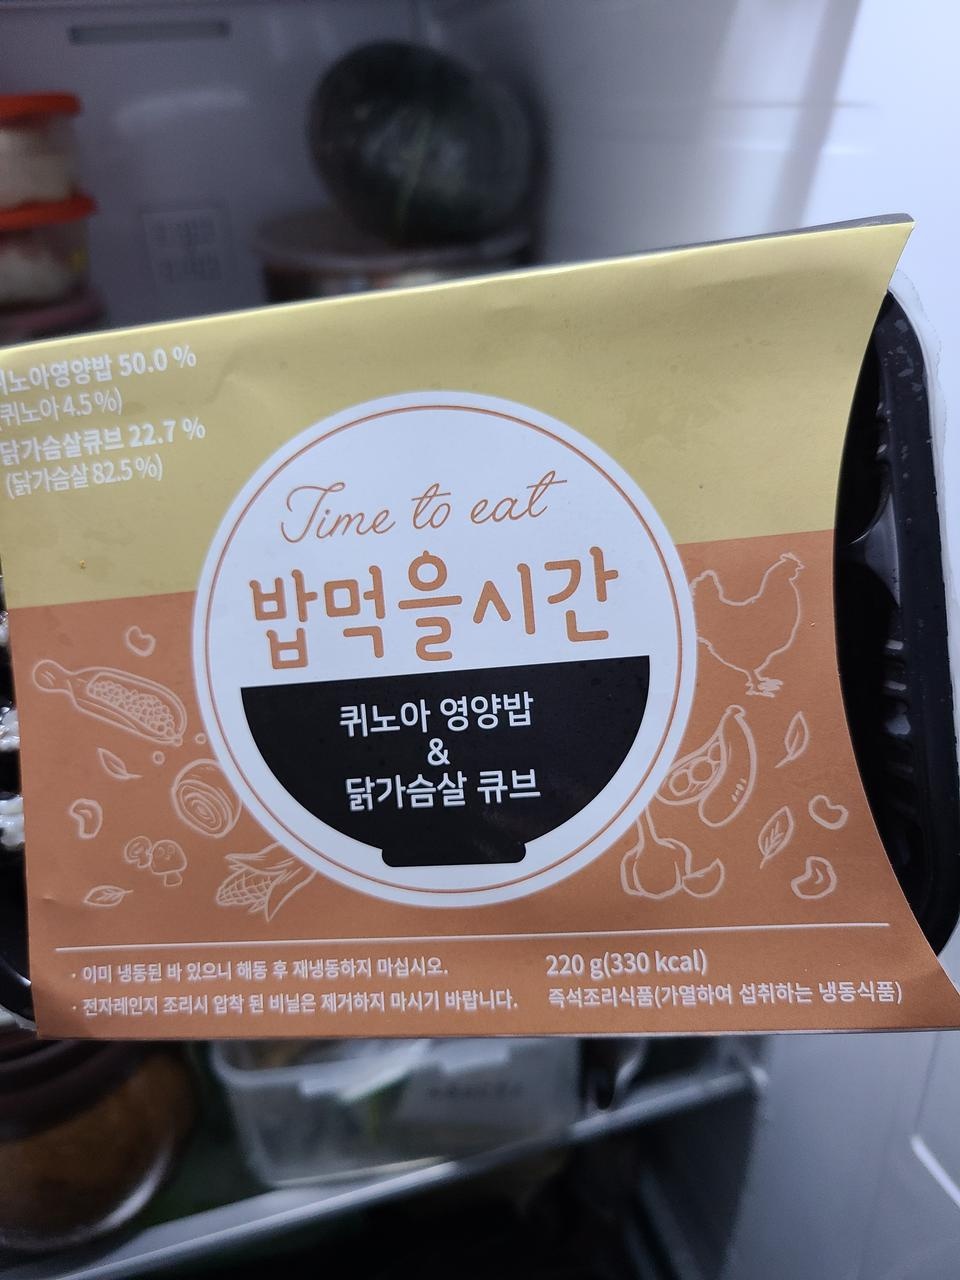 퀴노아영양밥 50.0 %
(퀴노아 4.5%)
닭가슴살큐브 22.7 %
(닭가슴살 82.5%)
Time to eat
밥먹을시간
퀴노아 영양밥
&
닭가슴살 큐브
· 이미 냉동된 바 있으니 해동 후 재냉동하지 마십시오.
· 전자레인지 조리시 압착 된 비닐은 제거하지 마시기 바랍니다.
220 g(330 kcal)
즉석조리식품(가열하여 섭취하는 냉동식품)